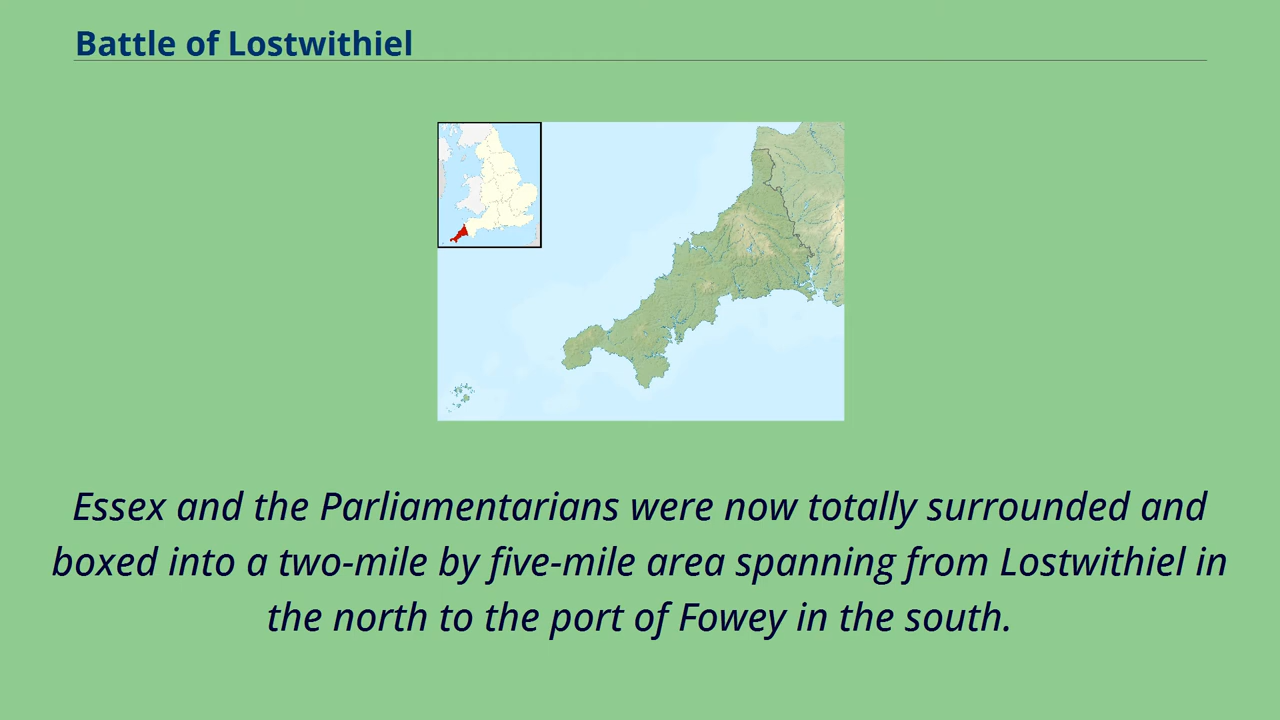 Battle of Lostwithiel
Essex and the Parliamentarians were now totally surrounded and
boxed into a two-mile by five-mile area spanning from Lostwithiel in
the north to the port of Fowey in the south.